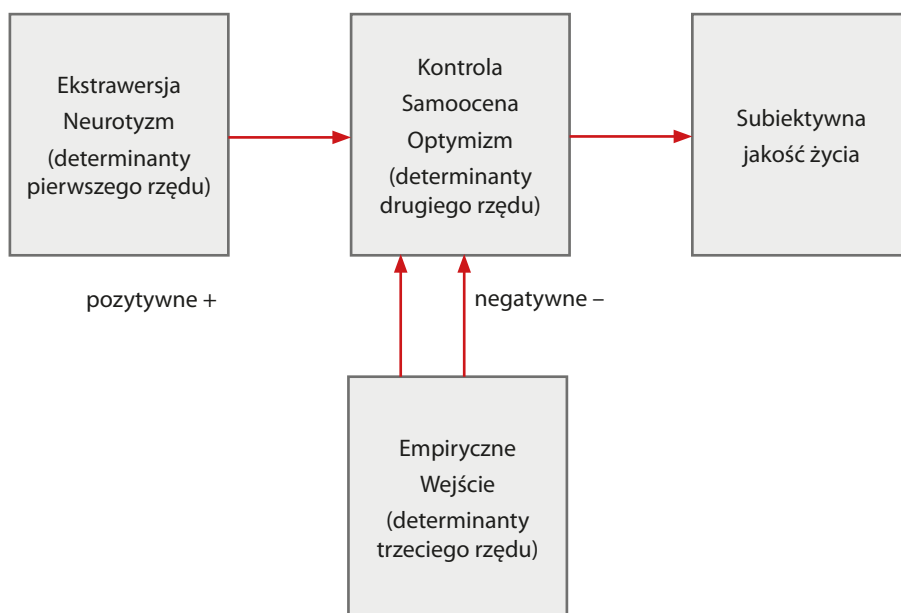 Ekstrawersja
Neurotyzm
(determinanty
pierwszego rzędu)
Kontrola
Samoocena
Optymizm
(determinanty
drugiego rzędu)
Subiektywna
jakość życia
pozytywne +
negatywne –
Empiryczne
Wejście
(determinanty
trzeciego rzędu)